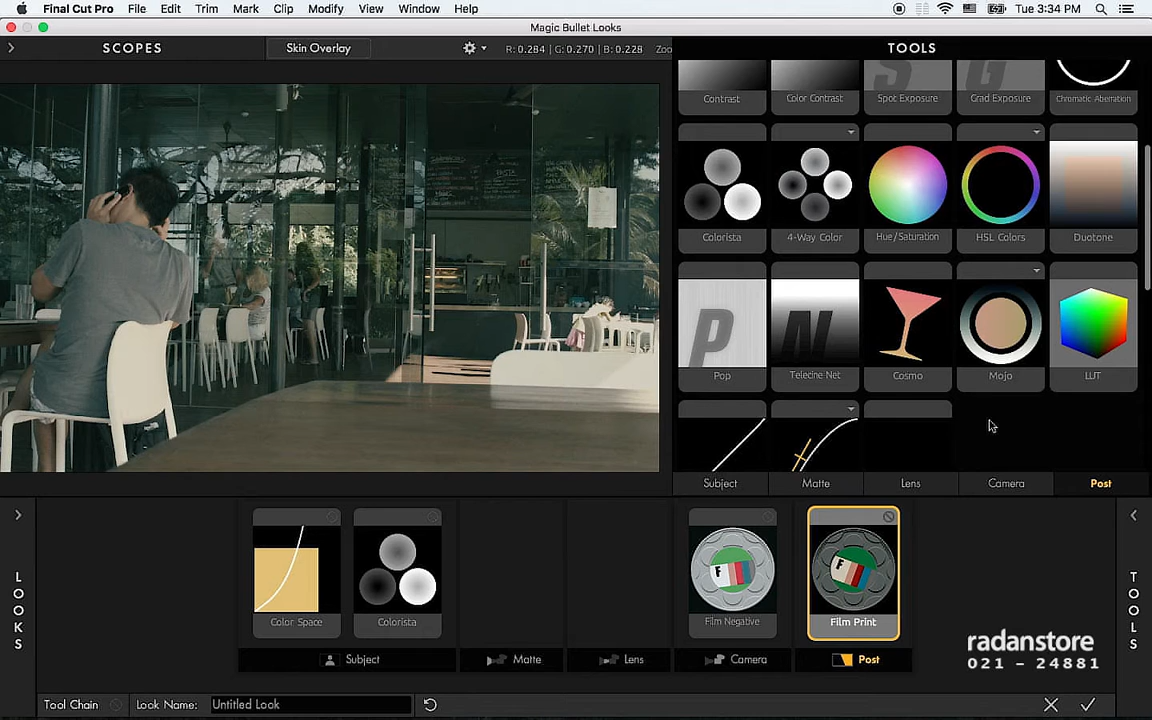 Final Cut Pro File Edit Trim Mark Clip Modify View Window Help Tue 3:34 PM
Magic Bullet Looks
SCOPES Skin Overlay R: 0.284 | G: 0.270 | B: 0.228 Zoo TOOLS
Contrast Color Contrast Spot Exposure Grad Exposure Chromatic Aberration
Colorista 4-Way Color Hue/Saturation HSL Colors Duotone
P N
Pop Telecine Net Cosmo Mojo LUT
Subject Matte Lens Camera Post
F F
Color Space Colorista Film Negative Film Print
Subject Matte Lens Camera Post
LOOKS
TOOLS
radanstore
021 - 24881
Tool Chain Look Name: Untitled Look